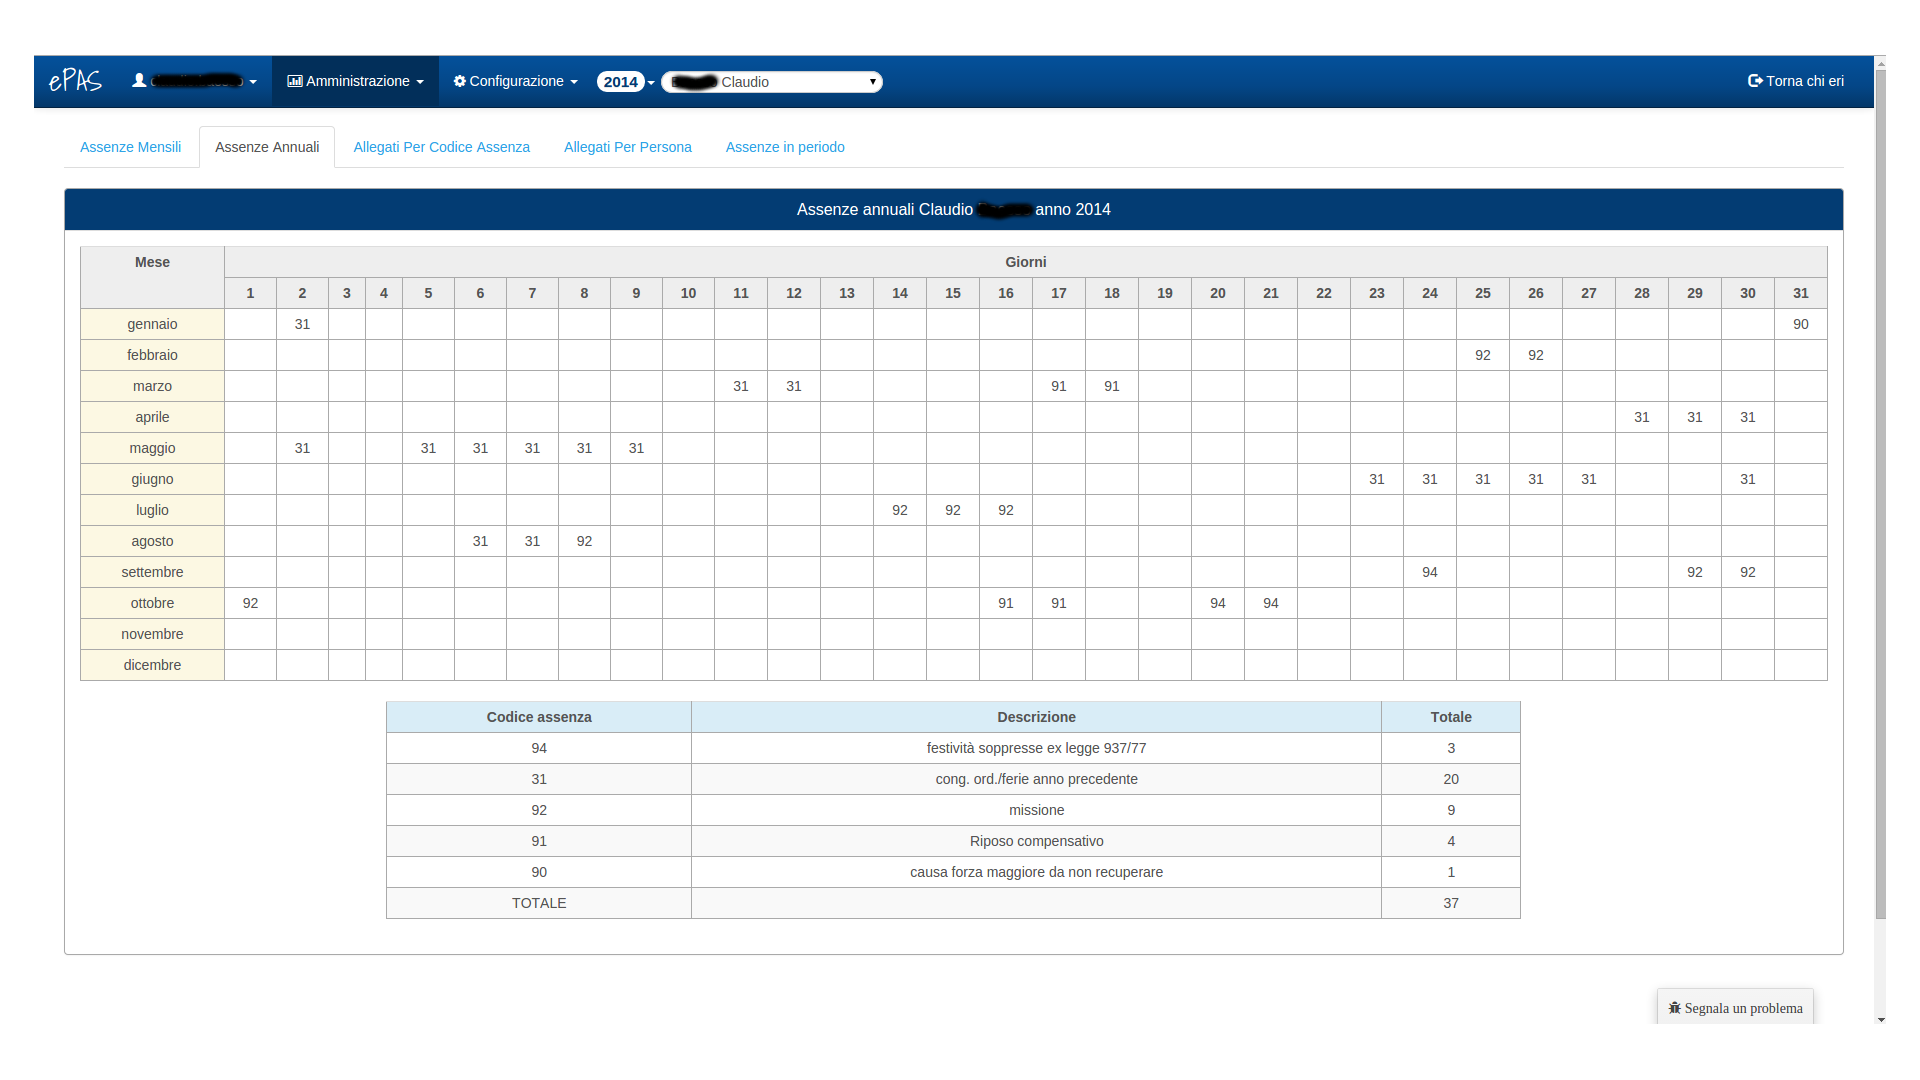 ePAS Amministrazione Configurazione 2014 Claudio Torna chi eri
Assenze Mensili Assenze Annuali Allegati Per Codice Assenza Allegati Per Persona Assenze in periodo
Assenze annuali Claudio anno 2014
Mese Giorni
1 2 3 4 5 6 7 8 9 10 11 12 13 14 15 16 17 18 19 20 21 22 23 24 25 26 27 28 29 30 31
gennaio 31 90
febbraio 92 92
marzo 31 31 91 91
aprile 31 31 31
maggio 31 31 31 31 31 31
giugno 31 31 31 31 31 31
luglio 92 92 92
agosto 31 31 92
settembre 94 92 92
ottobre 92 91 91 94 94
novembre
dicembre
Codice assenza Descrizione Totale
94 festività soppresse ex legge 937/77 3
31 cong. ord./ferie anno precedente 20
92 missione 9
91 Riposo compensativo 4
90 causa forza maggiore da non recuperare 1
TOTALE 37
Segnala un problema